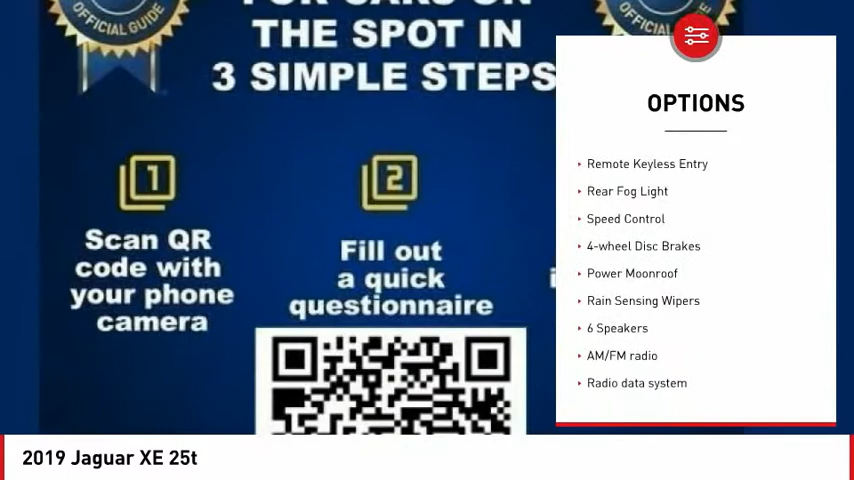 OFFICIAL GUIDE
OFFICIAL
FOR CARS ON
THE SPOT IN
3 SIMPLE STEPS
1
Scan QR
code with
your phone
camera
2
Fill out
a quick
questionnaire
OPTIONS
Remote Keyless Entry
Rear Fog Light
Speed Control
4-wheel Disc Brakes
Power Moonroof
Rain Sensing Wipers
6 Speakers
AM/FM radio
Radio data system
2019 Jaguar XE 25t